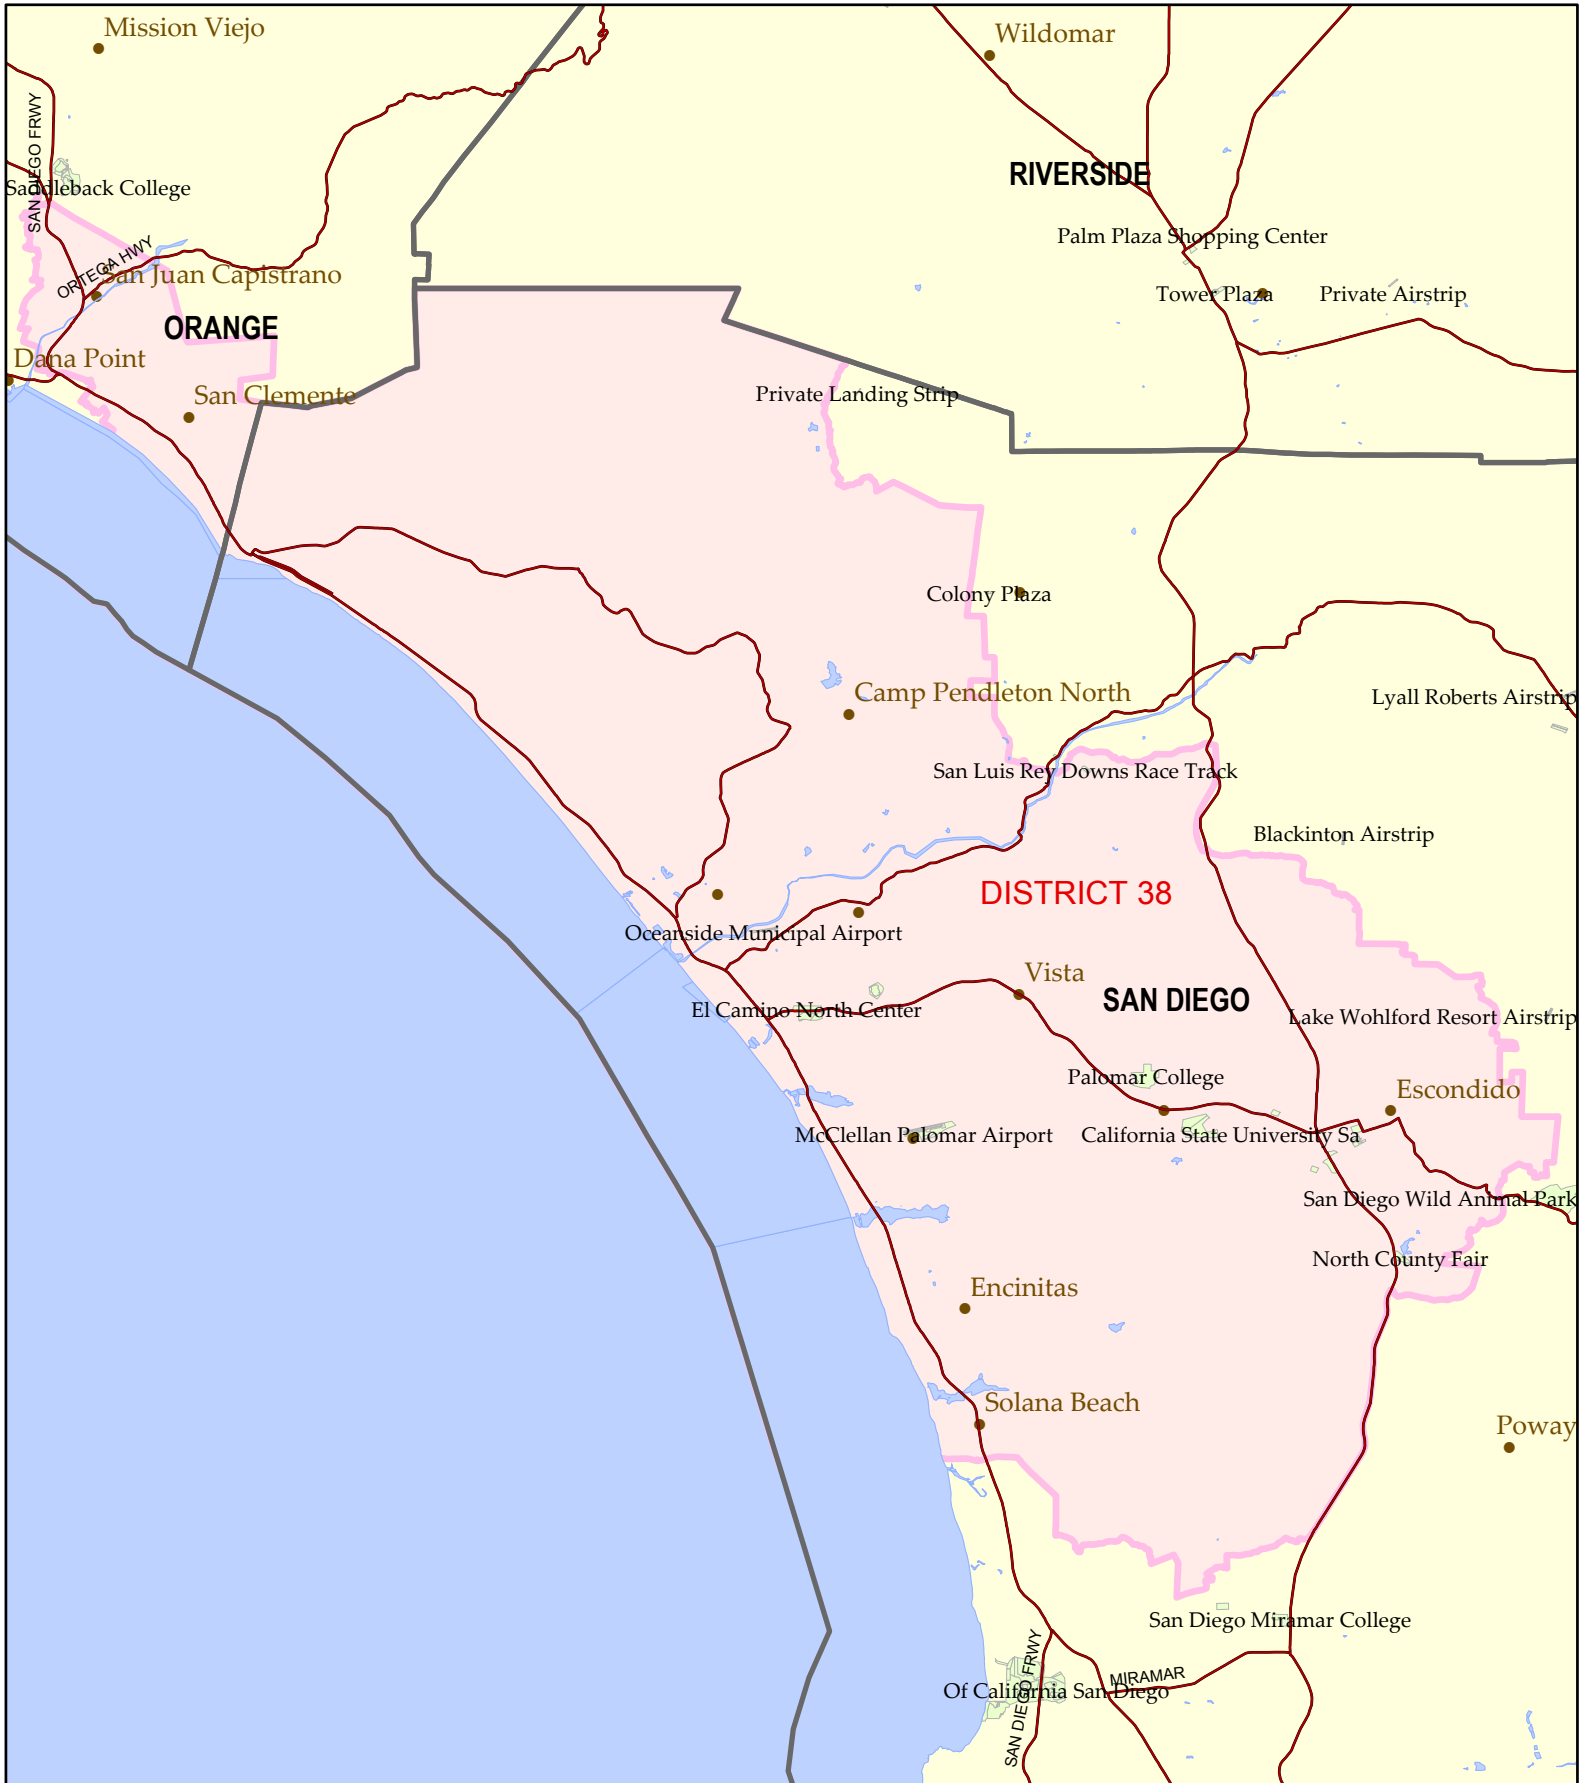 Mission Viejo
Wildomar
SAN DIEGO FRWY
RIVERSIDE
Saddleback College
Palm Plaza Shopping Center
ORTEGA HWY
San Juan Capistrano
Tower Plaza
Private Airstrip
ORANGE
Dana Point
San Clemente
Private Landing Strip
Colony Plaza
Camp Pendleton North
Lyall Roberts Airstrip
San Luis Rey Downs Race Track
Blackinton Airstrip
DISTRICT 38
Oceanside Municipal Airport
Vista
SAN DIEGO
El Camino North Center
Lake Wohlford Resort Airstrip
Palomar College
Escondido
McClellan Palomar Airport
California State University Sa
San Diego Wild Animal Park
North County Fair
Encinitas
Solana Beach
Poway
San Diego Miramar College
SAN DIEGO FRWY
MIRAMAR
Of California San Diego